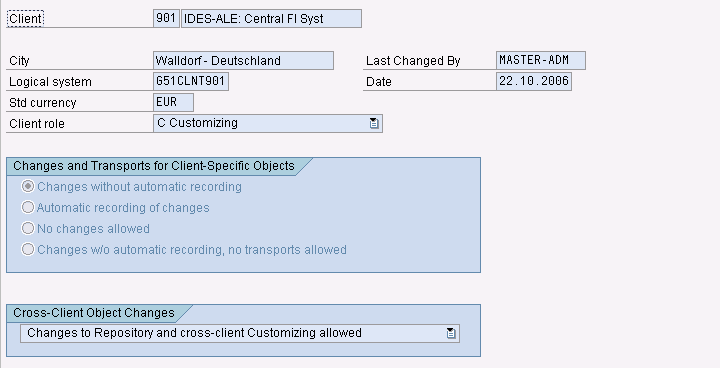 Client 901 IDES-ALE: Central FI Syst
City Walldorf - Deutschland Last Changed By MASTER-ADM
Logical system G51CLNT901 Date 22.10.2006
Std currency EUR
Client role C Customizing
Changes and Transports for Client-Specific Objects
Changes without automatic recording
Automatic recording of changes
No changes allowed
Changes w/o automatic recording, no transports allowed
Cross-Client Object Changes
Changes to Repository and cross-client Customizing allowed